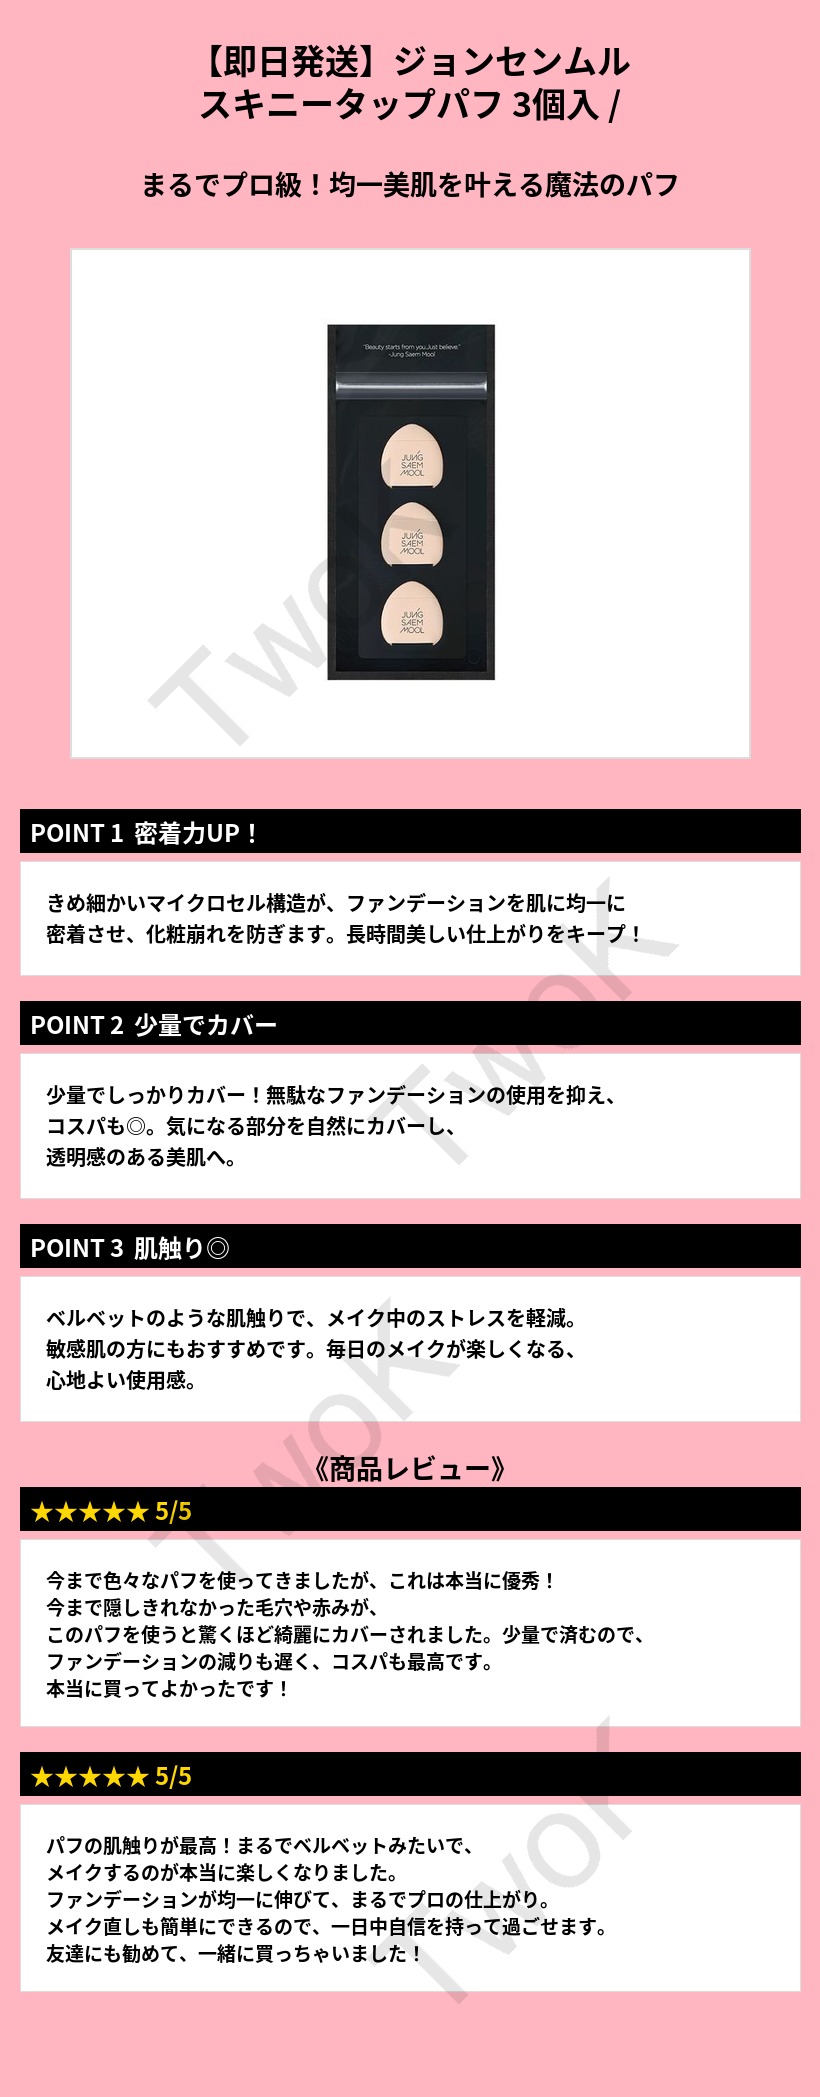 【即日発送】ジョンセンムル
スキニータップパフ 3個入 /
まるでプロ級！均一美肌を叶える魔法のパフ
"Beauty starts from you.Just believe."
-Jung Saem Mool
JUNG
SAEM
MOOL
JUNG
SAEM
MOOL
JUNG
SAEM
MOOL
TwoK
POINT 1 密着力UP！
きめ細かいマイクロセル構造が、ファンデーションを肌に均一に
密着させ、化粧崩れを防ぎます。長時間美しい仕上がりをキープ！
TwoK
POINT 2 少量でカバー
少量でしっかりカバー！無駄なファンデーションの使用を抑え、
コスパも◎。気になる部分を自然にカバーし、
透明感のある美肌へ。
POINT 3 肌触り◎
ベルベットのような肌触りで、メイク中のストレスを軽減。
敏感肌の方にもおすすめです。毎日のメイクが楽しくなる、
心地よい使用感。
TwoK
《商品レビュー》
★★★★★ 5/5
今まで色々なパフを使ってきましたが、これは本当に優秀！
今まで隠しきれなかった毛穴や赤みが、
このパフを使うと驚くほど綺麗にカバーされました。少量で済むので、
ファンデーションの減りも遅く、コスパも最高です。
本当に買ってよかったです！
★★★★★ 5/5
パフの肌触りが最高！まるでベルベットみたいで、
メイクするのが本当に楽しくなりました。
ファンデーションが均一に伸びて、まるでプロの仕上がり。
メイク直しも簡単にできるので、一日中自信を持って過ごせます。
友達にも勧めて、一緒に買っちゃいました！
TwoK